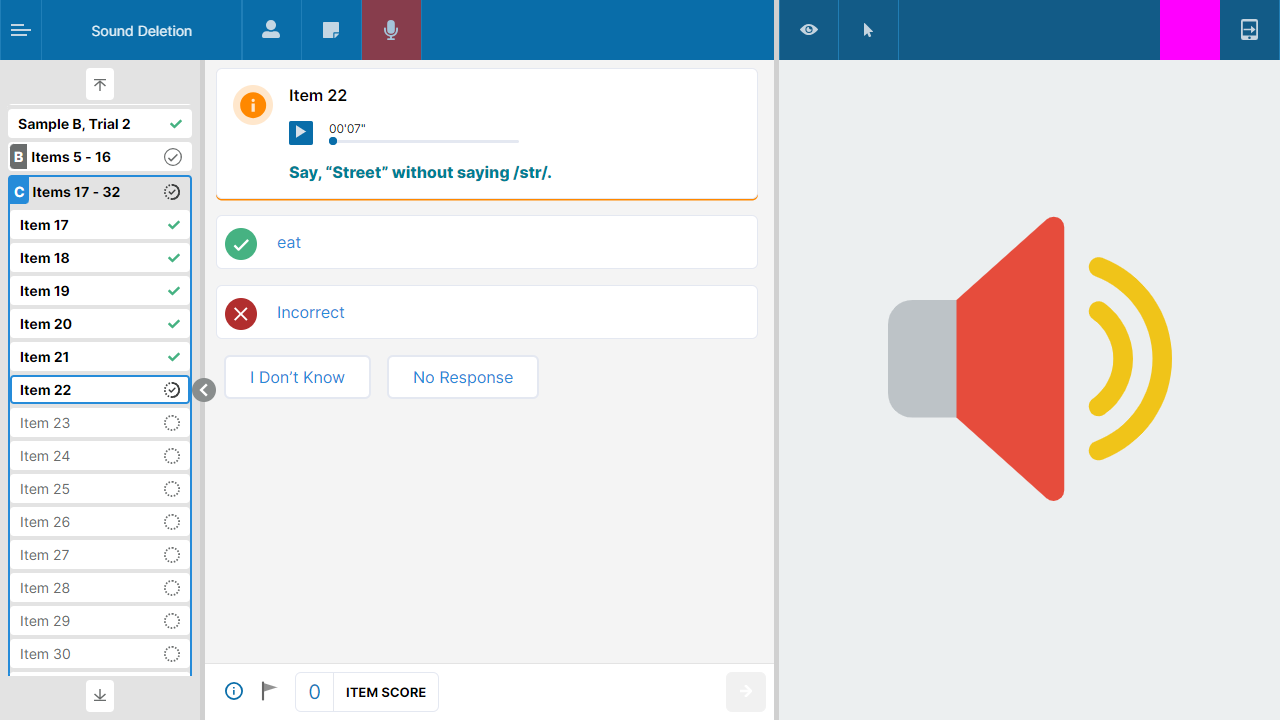 Sound Deletion
Sample B, Trial 2
B Items 5 - 16
C Items 17 - 32
Item 17
Item 18
Item 19
Item 20
Item 21
Item 22
Item 23
Item 24
Item 25
Item 26
Item 27
Item 28
Item 29
Item 30
Item 22
00'07"
Say, “Street” without saying /str/.
eat
Incorrect
I Don’t Know
No Response
0 ITEM SCORE